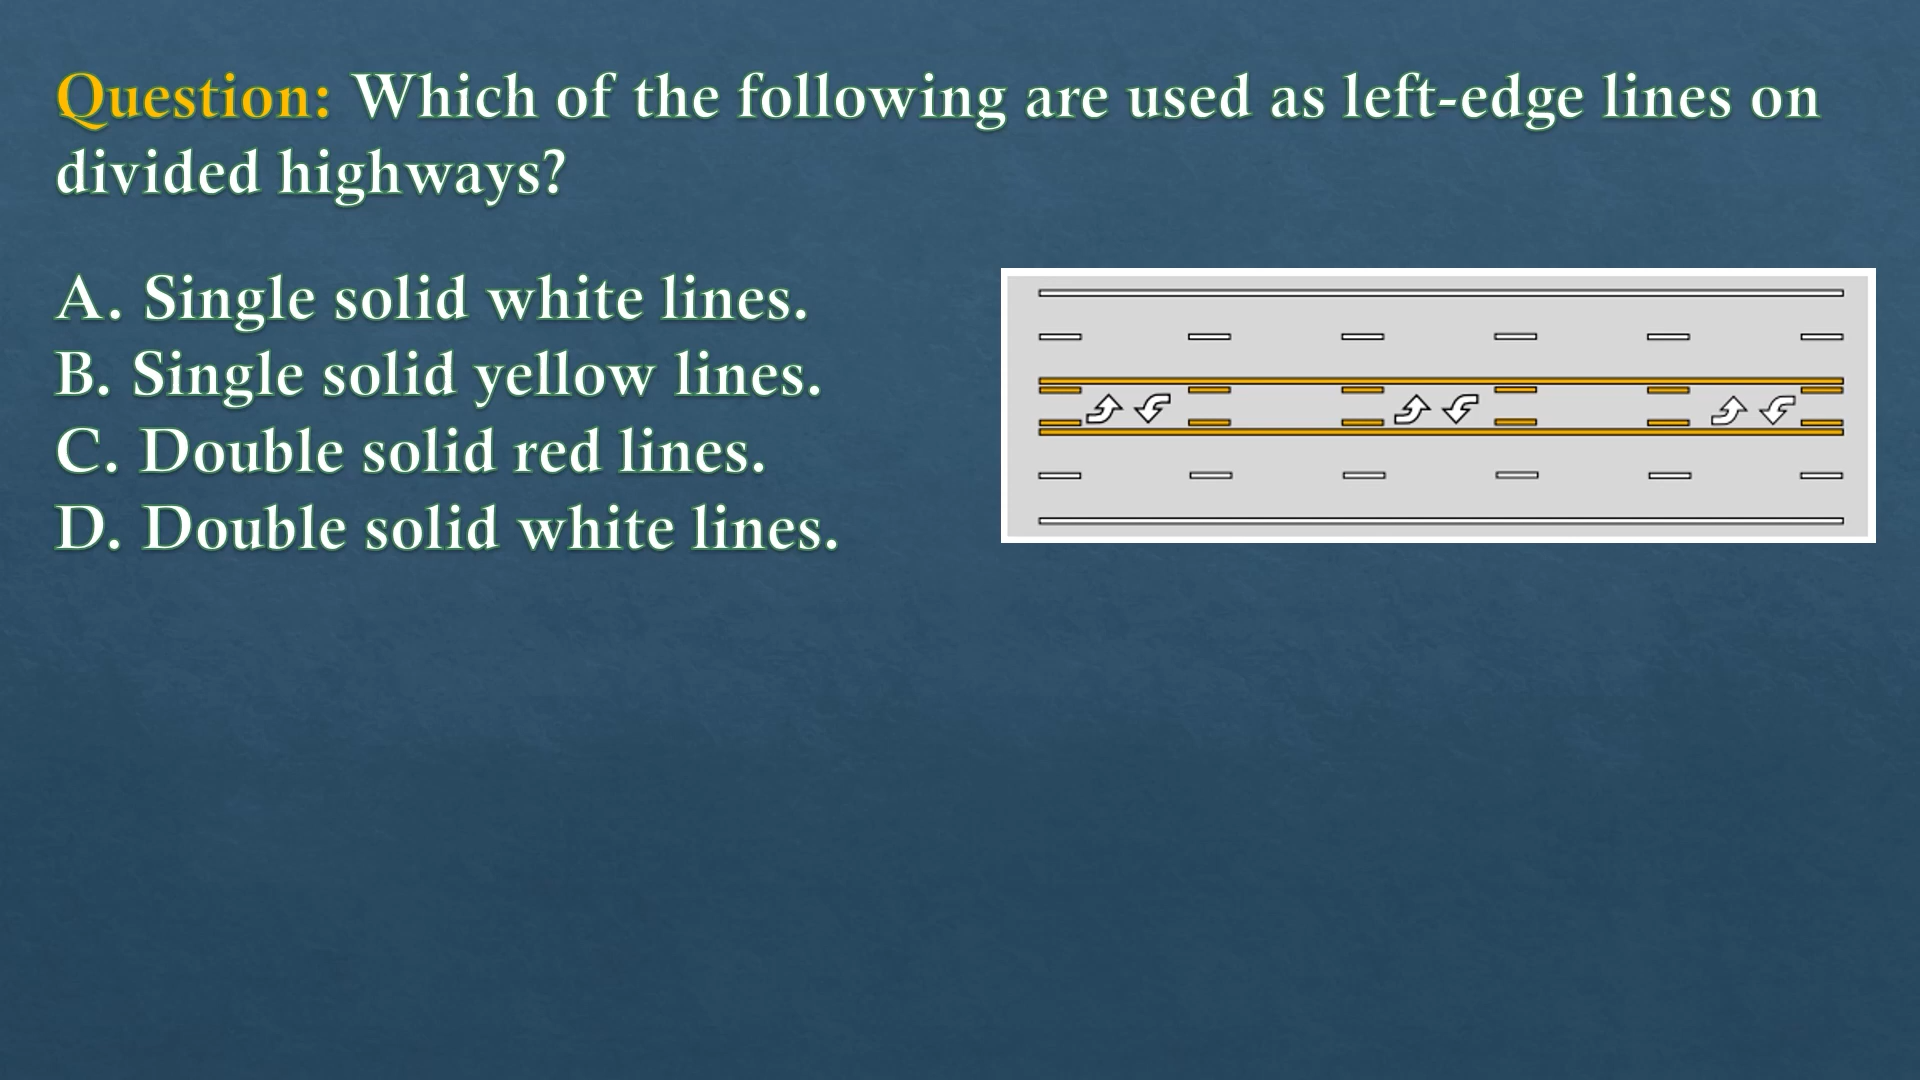 Question: Which of the following are used as left-edge lines on
divided highways?
A. Single solid white lines.
B. Single solid yellow lines.
C. Double solid red lines.
D. Double solid white lines.